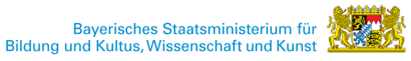 Bayerisches Staatsministerium für
Bildung und Kultus, Wissenschaft und Kunst